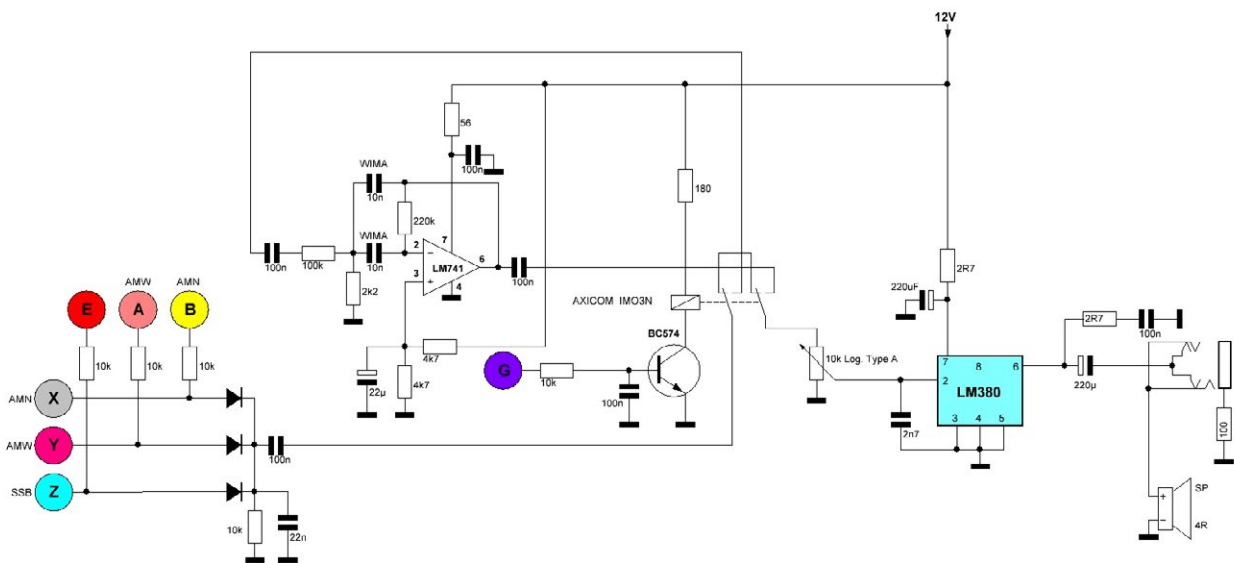 12V
56
100n
WIMA
10n
220k
WIMA
10n
100n
100k
2k2
2
3
7
6
4
LM741
100n
180
AXICOM IMO3N
BC574
2R7
220uF
2R7
100n
10k Log. Type A
7
8
6
2
LM380
3
4
5
220µ
2n7
100
SP
4R
+
−
4k7
22µ
4k7
G
10k
100n
E
AMW
A
AMN
B
10k
10k
10k
AMN
X
AMW
Y
SSB
Z
100n
10k
22n